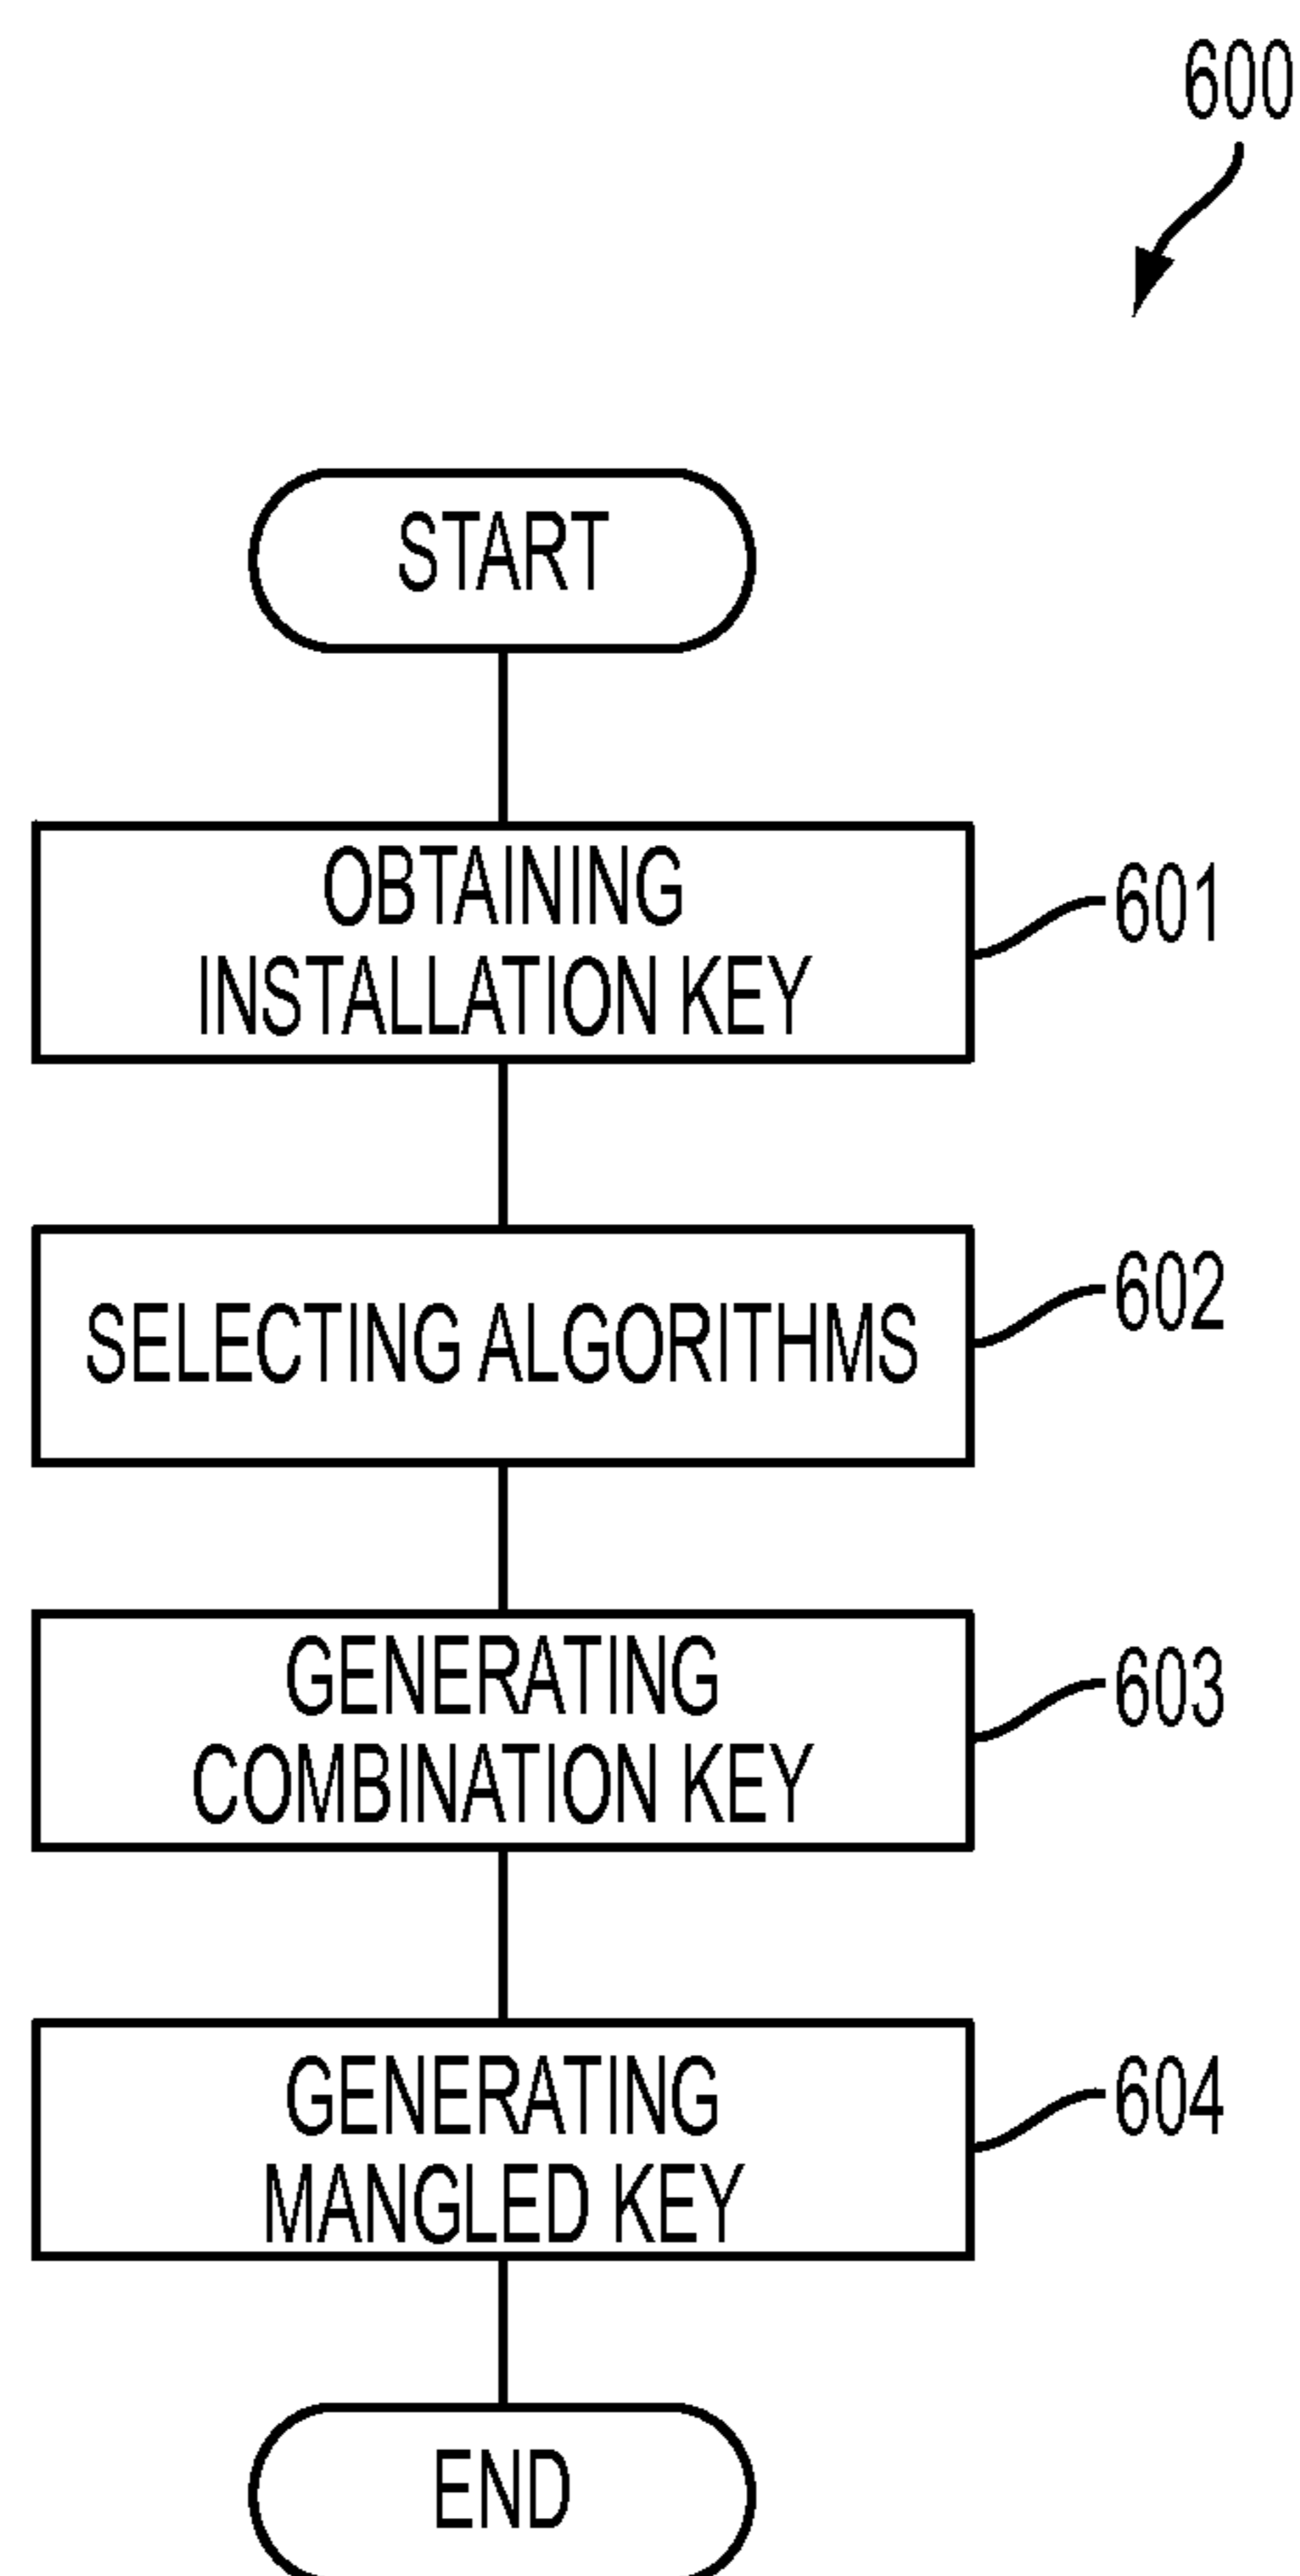 600
START
OBTAINING
INSTALLATION KEY
601
SELECTING ALGORITHMS
602
GENERATING
COMBINATION KEY
603
GENERATING
MANGLED KEY
604
END